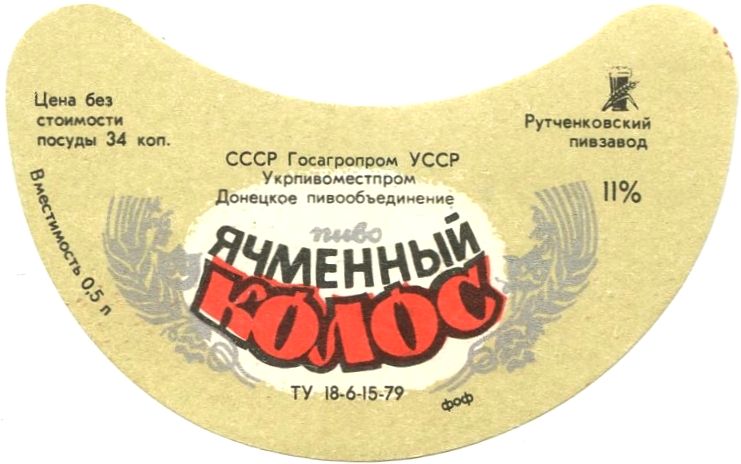 Цена без
стоимости
посуды 34 коп.
Вместимость 0,5 л
СССР Госагропром УССР
Укрпивоместпром
Донецкое пивообъединение
Рутченковский
пивзавод
11%
пиво
ЯЧМЕННЫЙ
КОЛОС
ТУ 18-6-15-79
фоф